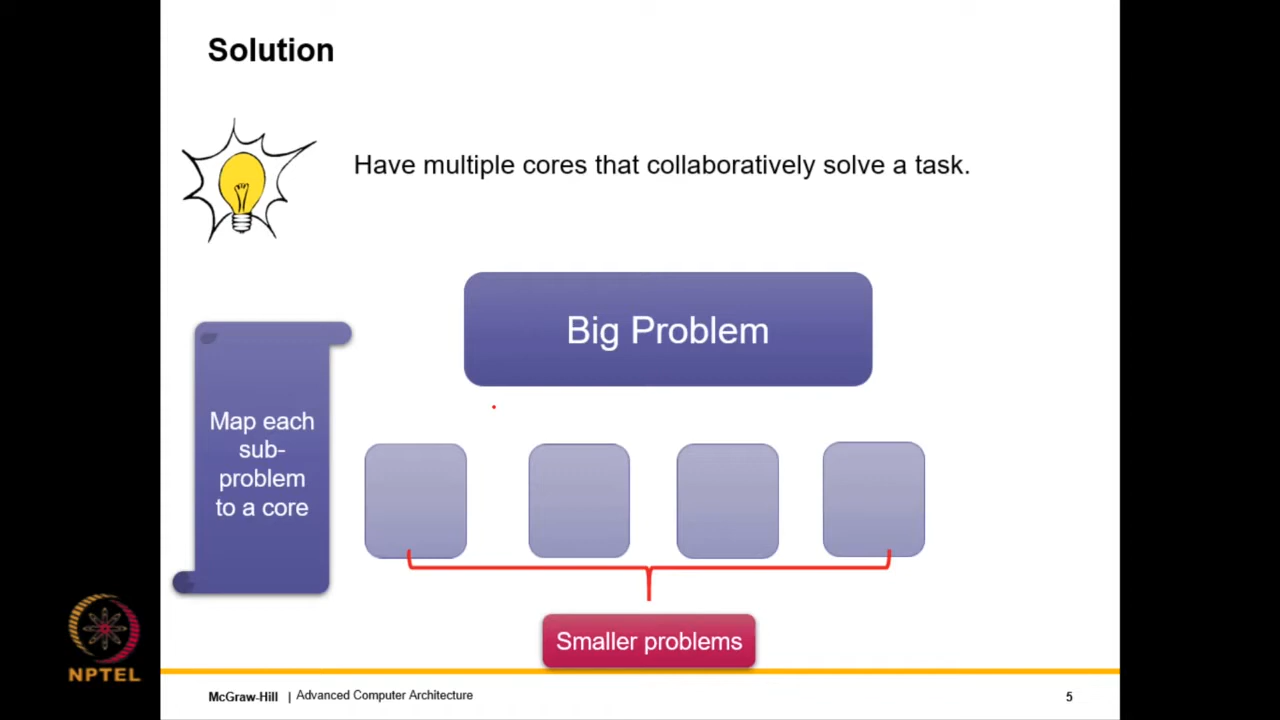 Solution
Have multiple cores that collaboratively solve a task.
Big Problem
Map each
sub-
problem
to a core
Smaller problems
NPTEL
McGraw-Hill | Advanced Computer Architecture
5